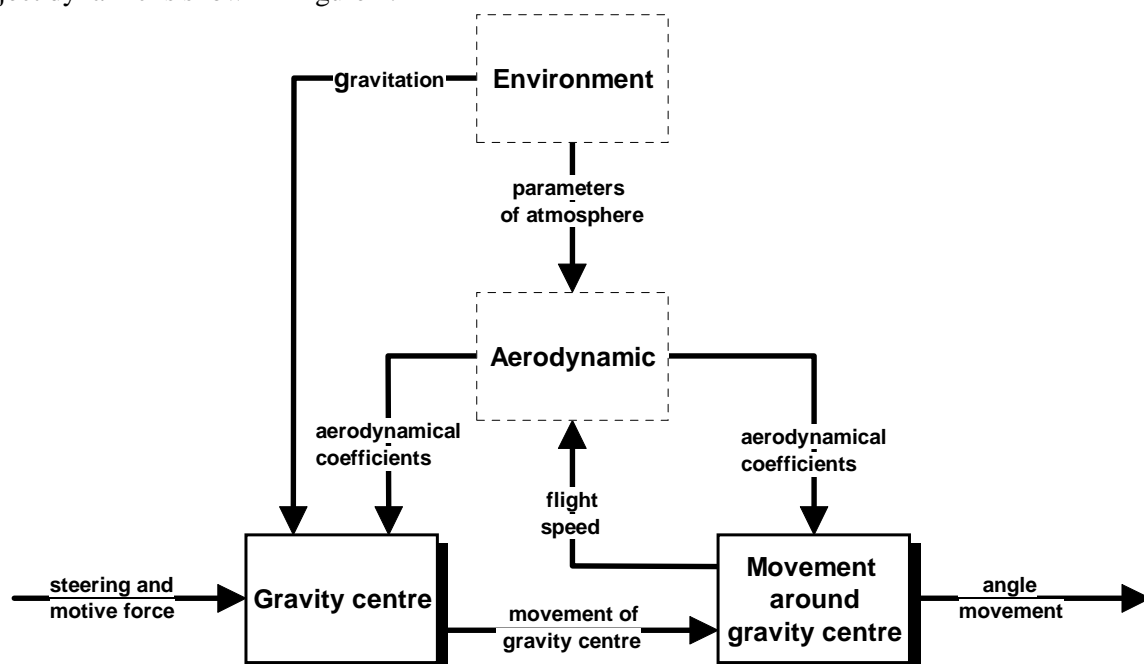 gravitation
Environment
parameters
of atmosphere
Aerodynamic
aerodynamical
coefficients
aerodynamical
coefficients
flight
speed
steering and
motive force
Gravity centre
movement of
gravity centre
Movement
around
gravity centre
angle
movement